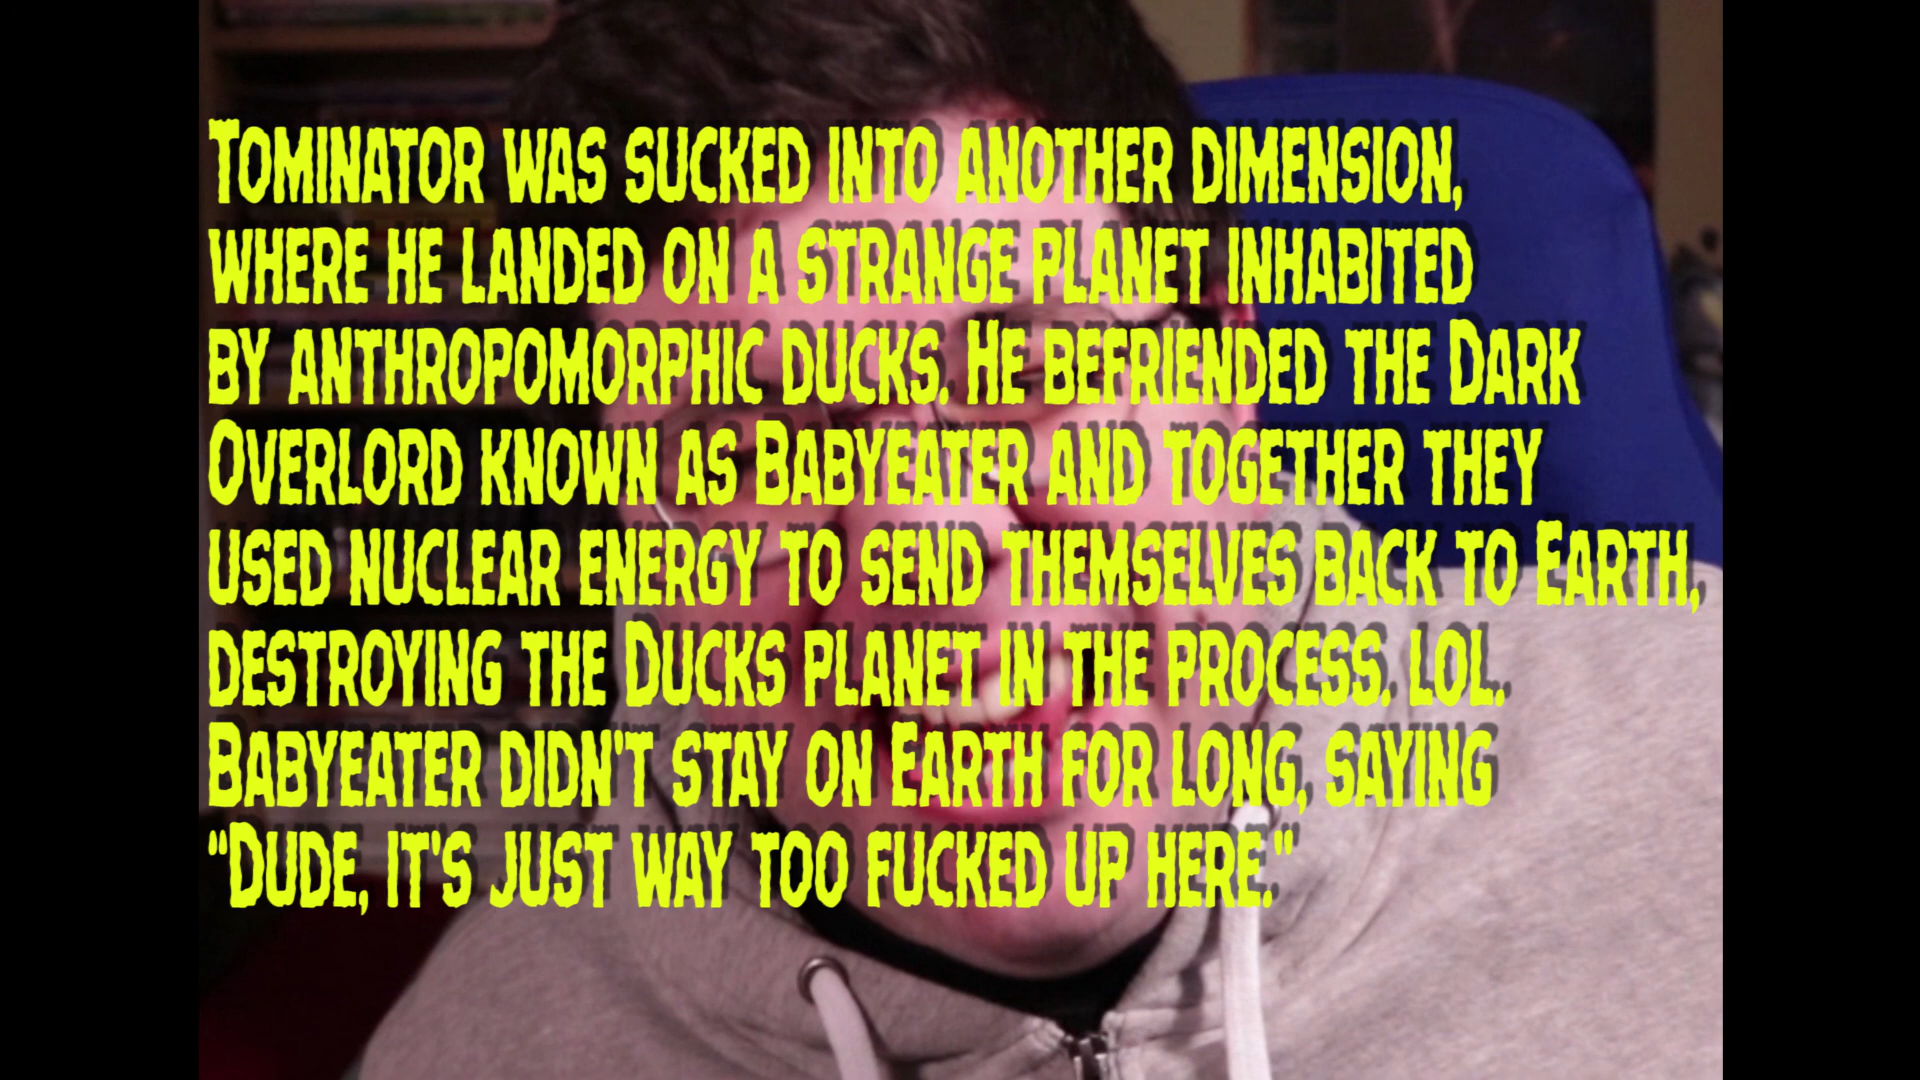 Tominator was sucked into another dimension,
where he landed on a strange planet inhabited
by anthropomorphic ducks. He befriended the Dark
Overlord known as Babyeater and together they
used nuclear energy to send themselves back to Earth,
destroying the Ducks planet in the process. LOL.
Babyeater didn't stay on Earth for long, saying
"Dude, it's just way too fucked up here."